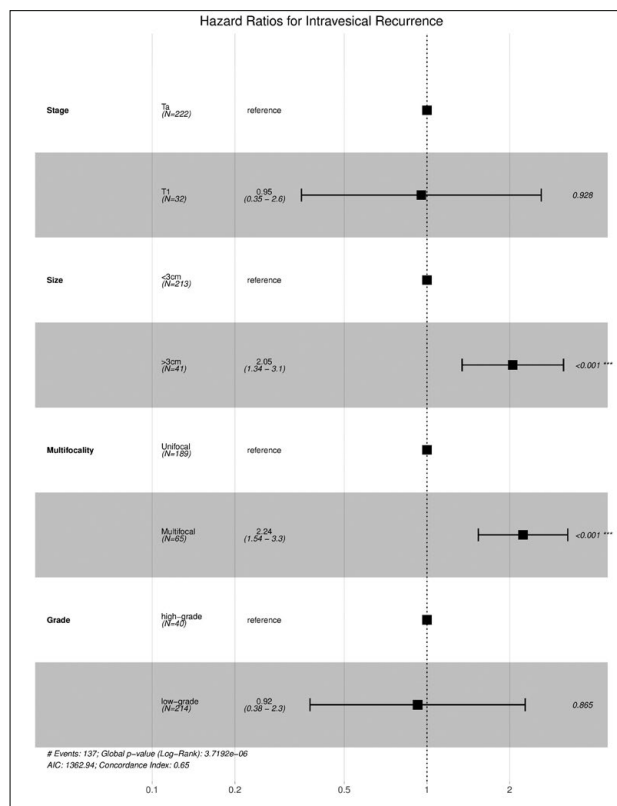 Hazard Ratios for Intravesical Recurrence
Stage Ta reference
(N=222)
T1 0.95 0.928
(N=32) (0.35 − 2.6)
Size <3cm reference
(N=213)
>3cm 2.05 <0.001 ***
(N=41) (1.34 − 3.1)
Multifocality Unifocal reference
(N=189)
Multifocal 2.24 <0.001 ***
(N=65) (1.54 − 3.3)
Grade high−grade reference
(N=40)
low−grade 0.92 0.865
(N=214) (0.38 − 2.3)
# Events: 137; Global p−value (Log−Rank): 3.7192e−06
AIC: 1362.94; Concordance Index: 0.65
0.1 0.2 0.5 1 2